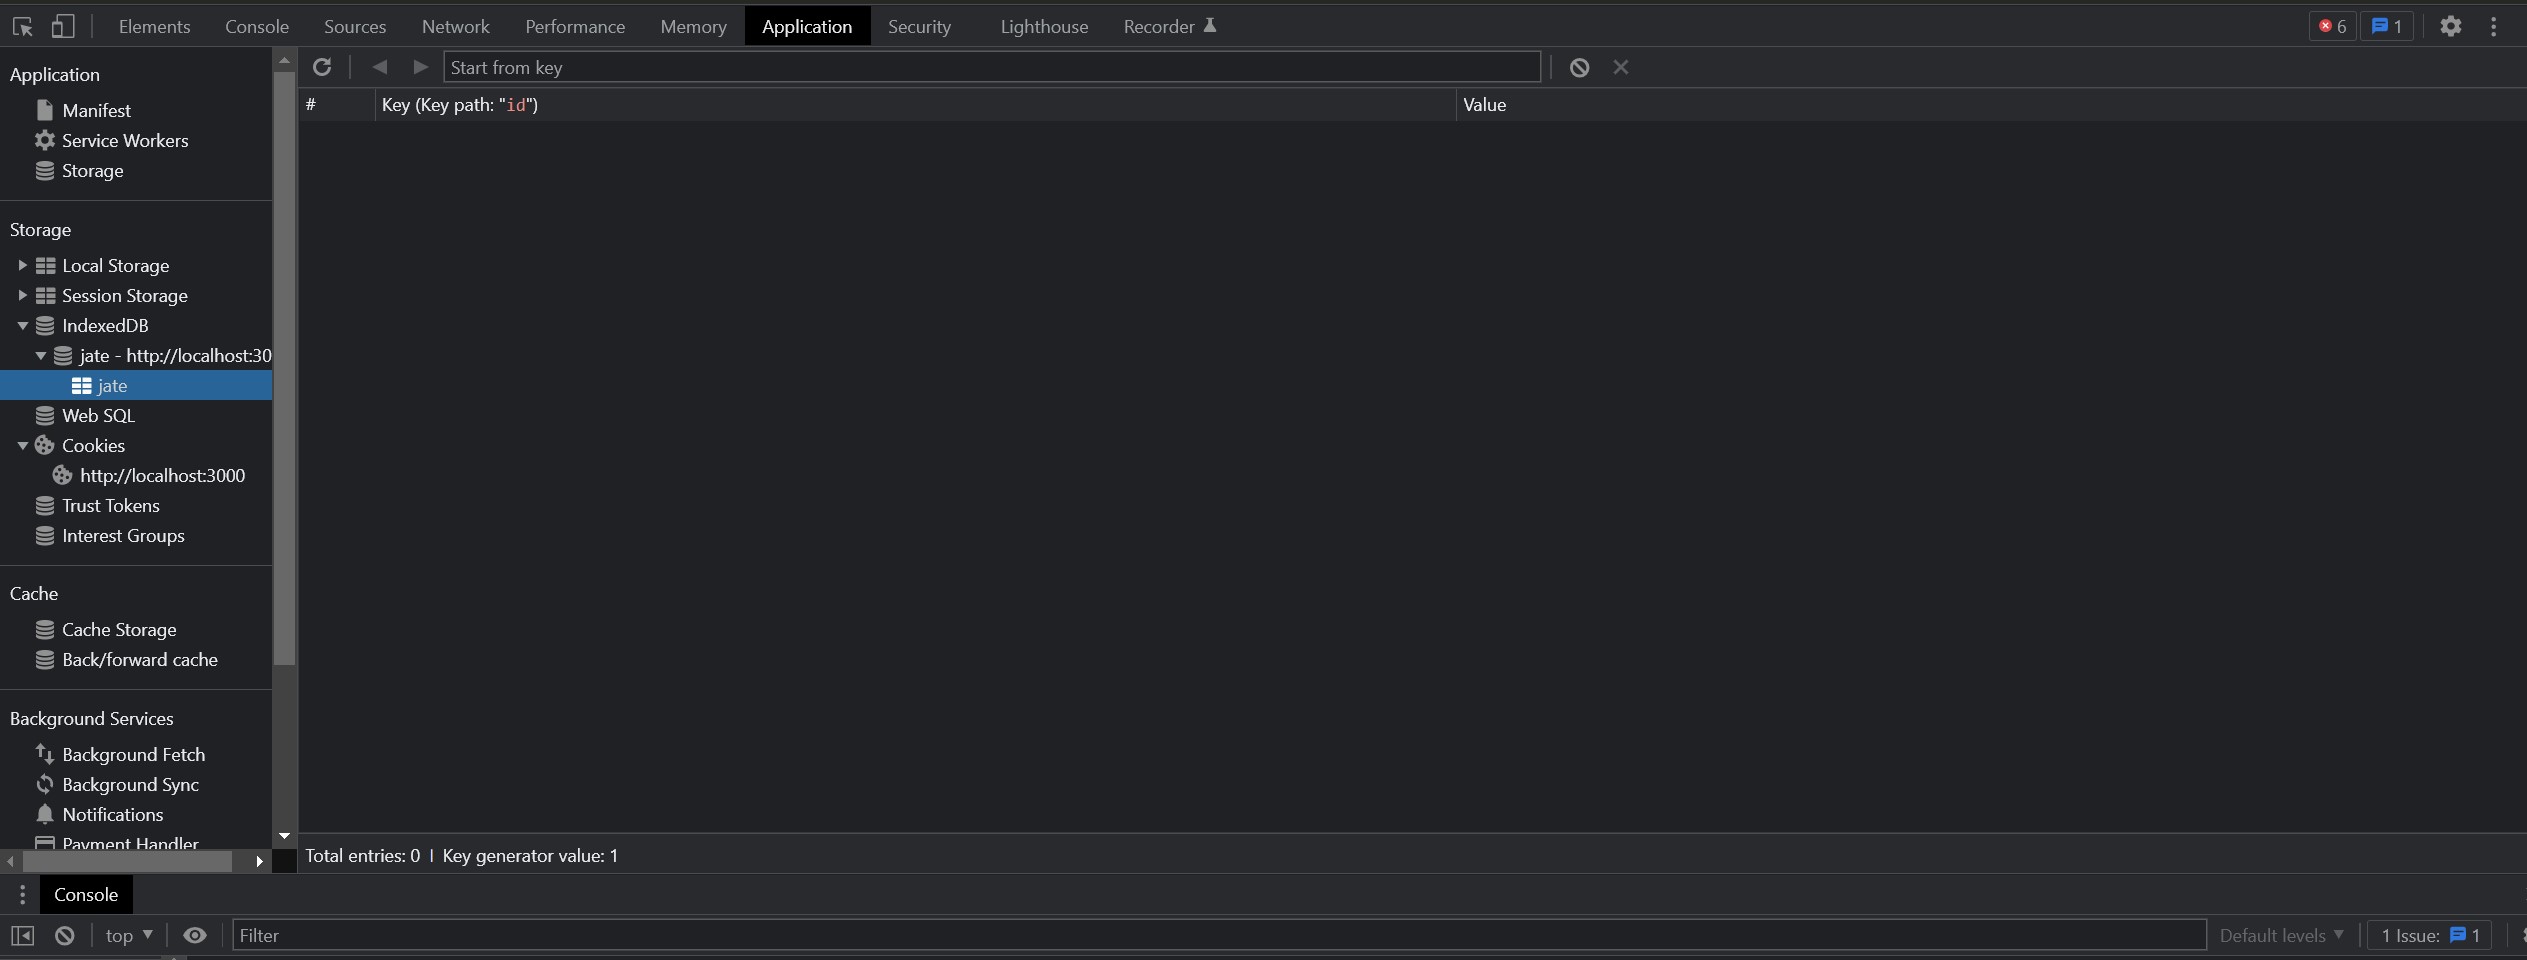 Elements Console Sources Network Performance Memory Application Security Lighthouse Recorder 6 1
Application
Manifest
Service Workers
Storage
Storage
Local Storage
Session Storage
IndexedDB
jate - http://localhost:30
jate
Web SQL
Cookies
http://localhost:3000
Trust Tokens
Interest Groups
Cache
Cache Storage
Back/forward cache
Background Services
Background Fetch
Background Sync
Notifications
Payment Handler
Start from key
# Key (Key path: "id") Value
Total entries: 0 | Key generator value: 1
Console
top Filter Default levels 1 Issue: 1